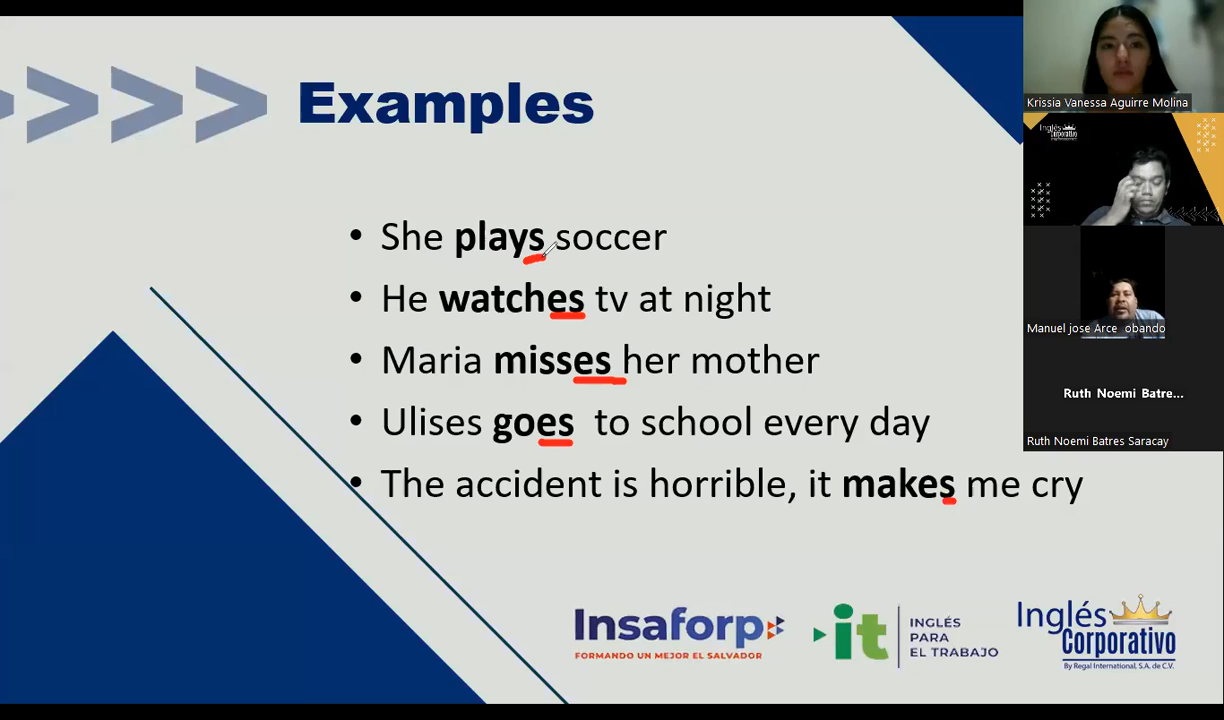 Examples
• She plays soccer
• He watches tv at night
• Maria misses her mother
• Ulises goes to school every day
• The accident is horrible, it makes me cry
Insaforp
FORMANDO UN MEJOR EL SALVADOR
it
INGLÉS
PARA
EL TRABAJO
Inglés
Corporativo
By Regal International, S.A. de C.V.
Krissia Vanessa Aguirre Molina
Inglés
Corporativo
Manuel jose Arce obando
Ruth Noemi Batre...
Ruth Noemi Batres Saracay